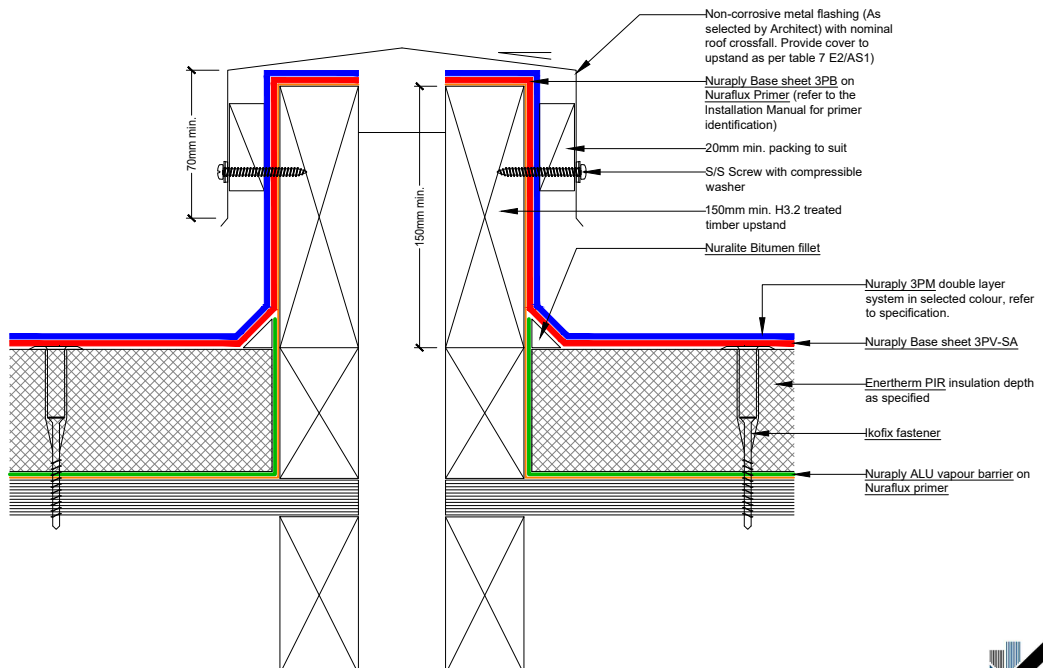 Non-corrosive metal flashing (As
selected by Architect) with nominal
roof crossfall. Provide cover to
upstand as per table 7 E2/AS1)
Nuraply Base sheet 3PB on
Nuraflux Primer (refer to the
Installation Manual for primer
identification)
20mm min. packing to suit
S/S Screw with compressible
washer
150mm min. H3.2 treated
timber upstand
Nuralite Bitumen fillet
70mm min.
150mm min.
Nuraply 3PM double layer
system in selected colour, refer
to specification.
Nuraply Base sheet 3PV-SA
Enertherm PIR insulation depth
as specified
Ikofix fastener
Nuraply ALU vapour barrier on
Nuraflux primer